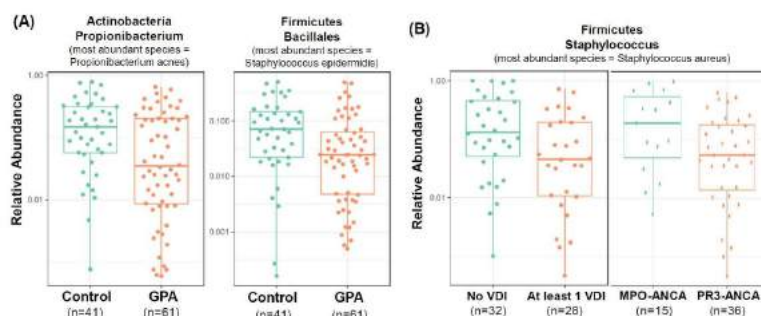 (A)
Actinobacteria
Propionibacterium
(most abundant species =
Propionibacterium acnes)
Firmicutes
Bacillales
(most abundant species =
Staphylococcus epidermidis)
Relative Abundance
1.00
0.01
0.100
0.010
0.001
Control
(n=41)
GPA
(n=61)
Control
(n=41)
GPA
(n=61)
(B)
Firmicutes
Staphylococcus
(most abundant species = Staphylococcus aureus)
Relative Abundance
1.00
0.01
No VDI
(n=32)
At least 1 VDI
(n=28)
MPO-ANCA
(n=15)
PR3-ANCA
(n=36)